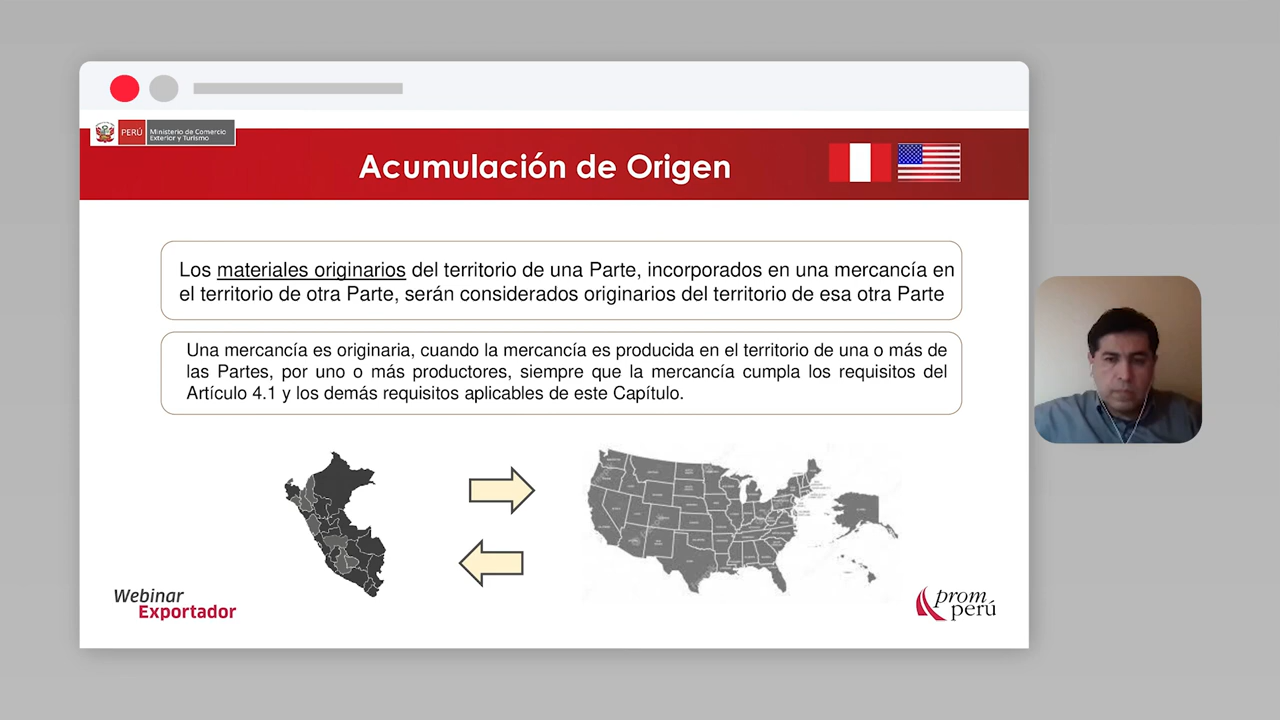 PERÚ
Ministerio de Comercio
Exterior y Turismo
Acumulación de Origen
Los materiales originarios del territorio de una Parte, incorporados en una mercancía en
el territorio de otra Parte, serán considerados originarios del territorio de esa otra Parte
Una mercancía es originaria, cuando la mercancía es producida en el territorio de una o más de
las Partes, por uno o más productores, siempre que la mercancía cumpla los requisitos del
Artículo 4.1 y los demás requisitos aplicables de este Capítulo.
Webinar
Exportador
prom
perú